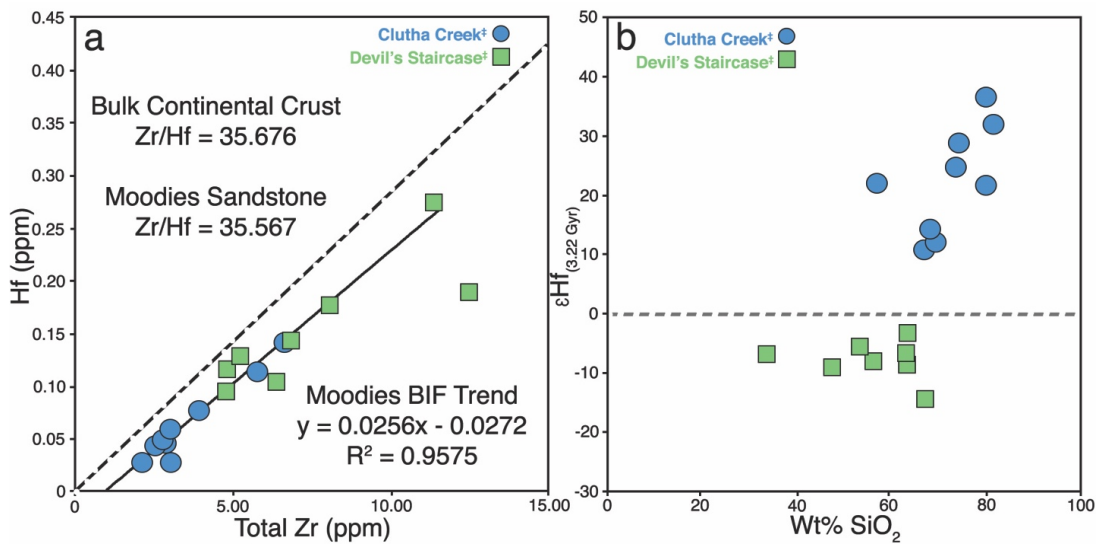 a
Clutha Creek‡
Devil's Staircase‡
Bulk Continental Crust
Zr/Hf = 35.676
Moodies Sandstone
Zr/Hf = 35.567
Moodies BIF Trend
y = 0.0256x - 0.0272
R² = 0.9575
0.45
0.40
0.35
0.30
0.25
0.20
0.15
0.10
0.05
0
Hf (ppm)
0
5.00
10.00
15.00
Total Zr (ppm)
b
Clutha Creek‡
Devil's Staircase‡
50
40
30
20
10
0
-10
-20
-30
εHf(3.22 Gyr)
0
20
40
60
80
100
Wt% SiO₂